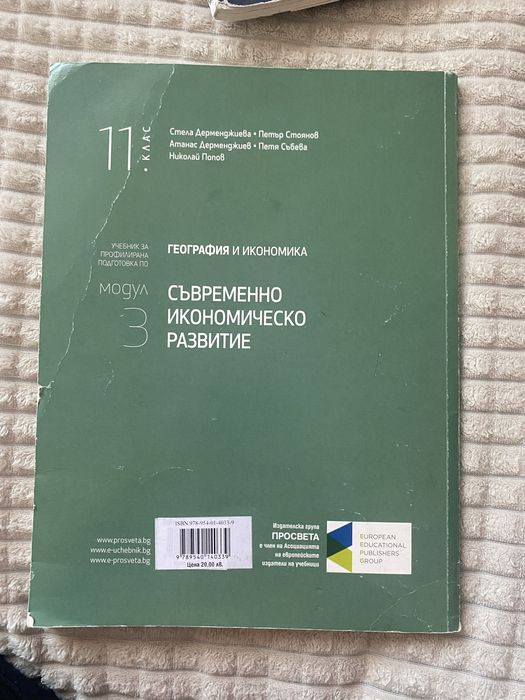 11. КЛАС
Стела Дерменджиева • Петър Стоянов
Атанас Дерменджиев • Петя Събева
Николай Попов
УЧЕБНИК ЗА
ПРОФИЛИРАНА
ПОДГОТОВКА ПО
ГЕОГРАФИЯ И ИКОНОМИКА
МОДУЛ
3
СЪВРЕМЕННО
ИКОНОМИЧЕСКО
РАЗВИТИЕ
www.prosveta.bg
www.e-uchebnik.bg
www.e-prosveta.bg
ISBN 978-954-01-4033-9
9 789540 140339
Цена 20,00 лв.
Издателска група
ПРОСВЕТА
е член на Асоциацията
на европейските
издатели на учебници
EUROPEAN
EDUCATIONAL
PUBLISHERS
GROUP